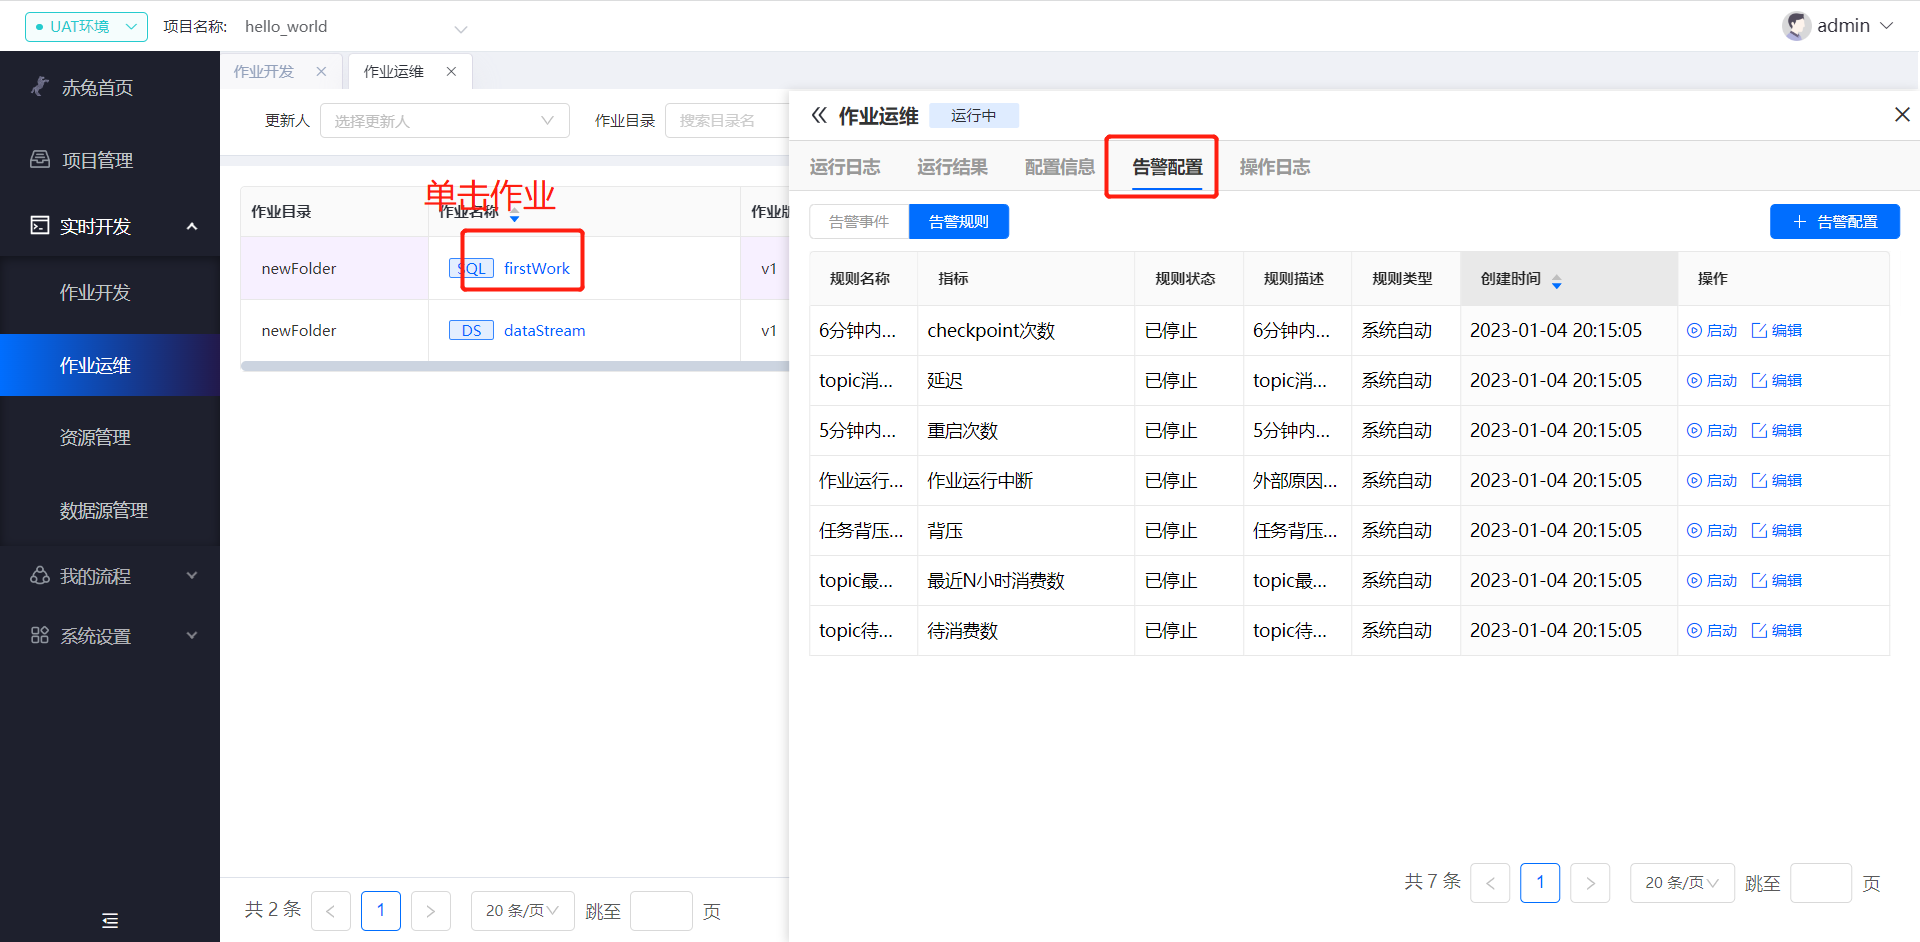 UAT环境
项目名称:
hello_world
admin
赤兔首页
项目管理
实时开发
作业开发
作业运维
资源管理
数据源管理
我的流程
系统设置
作业开发
作业运维
更新人
选择更新人
作业目录
搜索目录名
单击作业
作业目录
作业名称
作业版
newFolder
SQL
firstWork
v1
newFolder
DS
dataStream
v1
共 2 条
1
20 条/页
跳至
页
作业运维
运行中
运行日志
运行结果
配置信息
告警配置
操作日志
告警事件
告警规则
告警配置
规则名称 指标 规则状态 规则描述 规则类型 创建时间 操作
6分钟内... checkpoint次数 已停止 6分钟内... 系统自动 2023-01-04 20:15:05 启动 编辑
topic消... 延迟 已停止 topic消... 系统自动 2023-01-04 20:15:05 启动 编辑
5分钟内... 重启次数 已停止 5分钟内... 系统自动 2023-01-04 20:15:05 启动 编辑
作业运行... 作业运行中断 已停止 外部原因... 系统自动 2023-01-04 20:15:05 启动 编辑
任务背压... 背压 已停止 任务背压... 系统自动 2023-01-04 20:15:05 启动 编辑
topic最... 最近N小时消费数 已停止 topic最... 系统自动 2023-01-04 20:15:05 启动 编辑
topic待... 待消费数 已停止 topic待... 系统自动 2023-01-04 20:15:05 启动 编辑
共 7 条
1
20 条/页
跳至
页